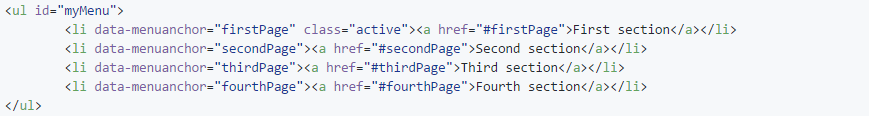 <ul id="myMenu">
        <li data-menuanchor="firstPage" class="active"><a href="#firstPage">First section</a></li>
        <li data-menuanchor="secondPage"><a href="#secondPage">Second section</a></li>
        <li data-menuanchor="thirdPage"><a href="#thirdPage">Third section</a></li>
        <li data-menuanchor="fourthPage"><a href="#fourthPage">Fourth section</a></li>
</ul>